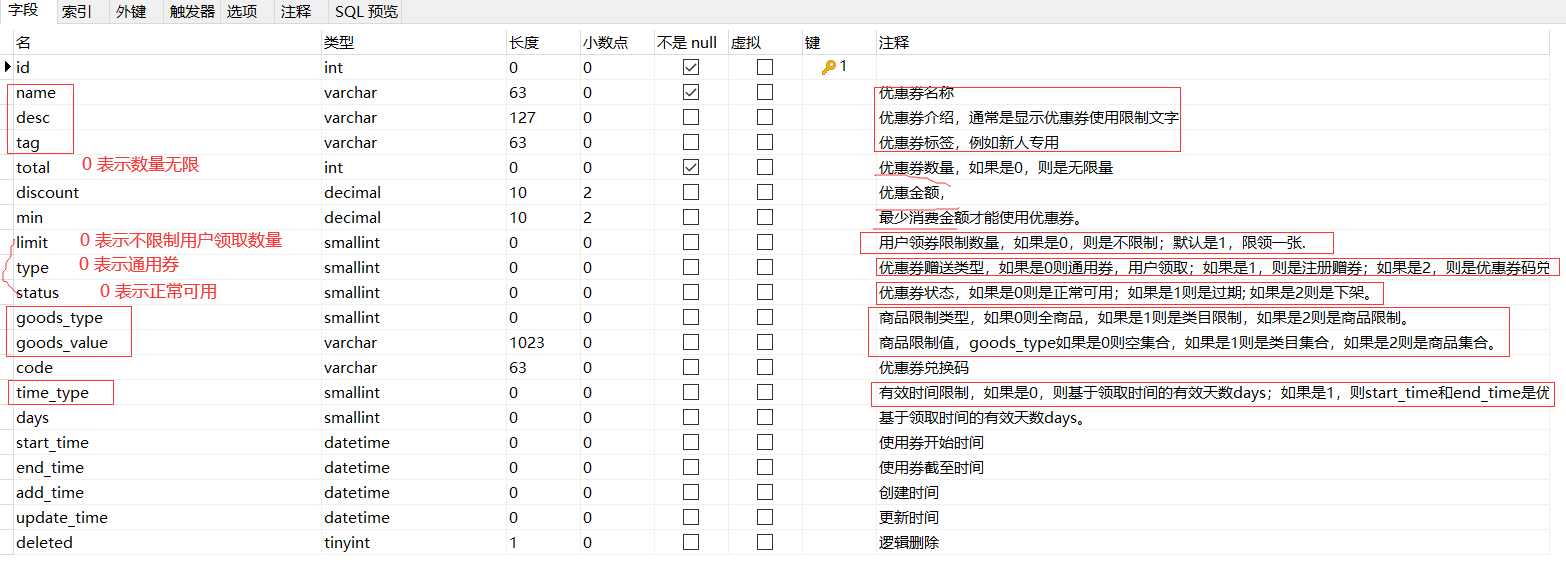 字段 索引 外键 触发器 选项 注释 SQL 预览
名 类型 长度 小数点 不是 null 虚拟 键 注释
id int 0 0 1
name varchar 63 0 优惠券名称
desc varchar 127 0 优惠券介绍，通常是显示优惠券使用限制文字
tag varchar 63 0 优惠券标签，例如新人专用
total 0 表示数量无限 int 0 0 优惠券数量，如果是0，则是无限量
discount decimal 10 2 优惠金额，
min decimal 10 2 最少消费金额才能使用优惠券。
limit 0 表示不限制用户领取数量 smallint 0 0 用户领券限制数量，如果是0，则是不限制；默认是1，限领一张.
type 0 表示通用券 smallint 0 0 优惠券赠送类型，如果是0则通用券，用户领取；如果是1，则是注册赠券；如果是2，则是优惠券码兑
status 0 表示正常可用 smallint 0 0 优惠券状态，如果是0则是正常可用；如果是1则是过期; 如果是2则是下架。
goods_type smallint 0 0 商品限制类型，如果0则全商品，如果是1则是类目限制，如果是2则是商品限制。
goods_value varchar 1023 0 商品限制值，goods_type如果是0则空集合，如果是1则是类目集合，如果是2则是商品集合。
code varchar 63 0 优惠券兑换码
time_type smallint 0 0 有效时间限制，如果是0，则基于领取时间的有效天数days；如果是1，则start_time和end_time是优
days smallint 0 0 基于领取时间的有效天数days。
start_time datetime 0 0 使用券开始时间
end_time datetime 0 0 使用券截至时间
add_time datetime 0 0 创建时间
update_time datetime 0 0 更新时间
deleted tinyint 1 0 逻辑删除